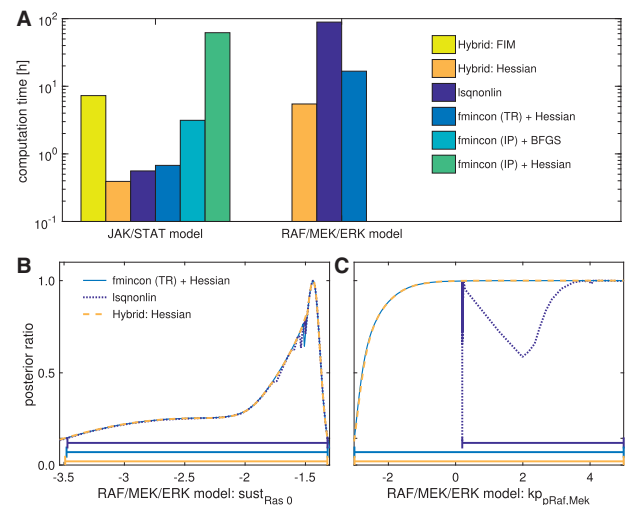 A
computation time [h]
10^2
10^1
10^0
10^-1
JAK/STAT model
RAF/MEK/ERK model
Hybrid: FIM
Hybrid: Hessian
lsqnonlin
fmincon (TR) + Hessian
fmincon (IP) + BFGS
fmincon (IP) + Hessian
B
fmincon (TR) + Hessian
lsqnonlin
Hybrid: Hessian
posterior ratio
1.0
0.5
0.0
-3.5 -3 -2.5 -2 -1.5
RAF/MEK/ERK model: sust_Ras 0
C
-2 0 2 4
RAF/MEK/ERK model: kp_pRaf,Mek